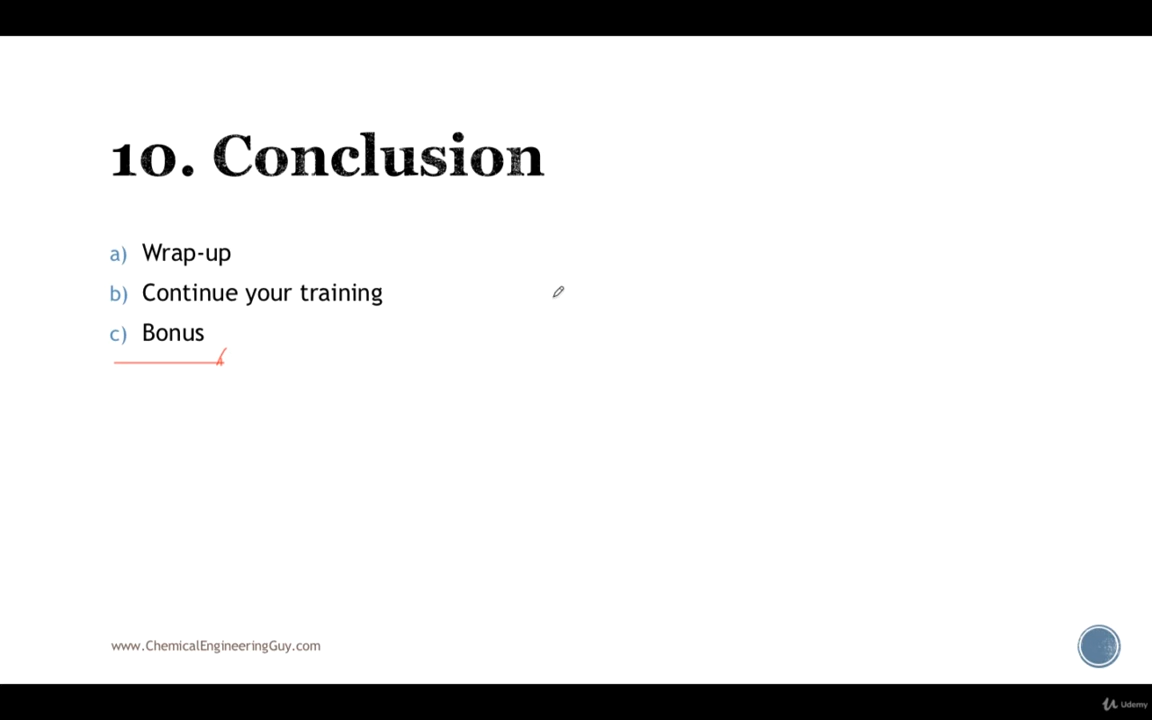 10. Conclusion
a) Wrap-up
b) Continue your training
c) Bonus
www.ChemicalEngineeringGuy.com
Udemy